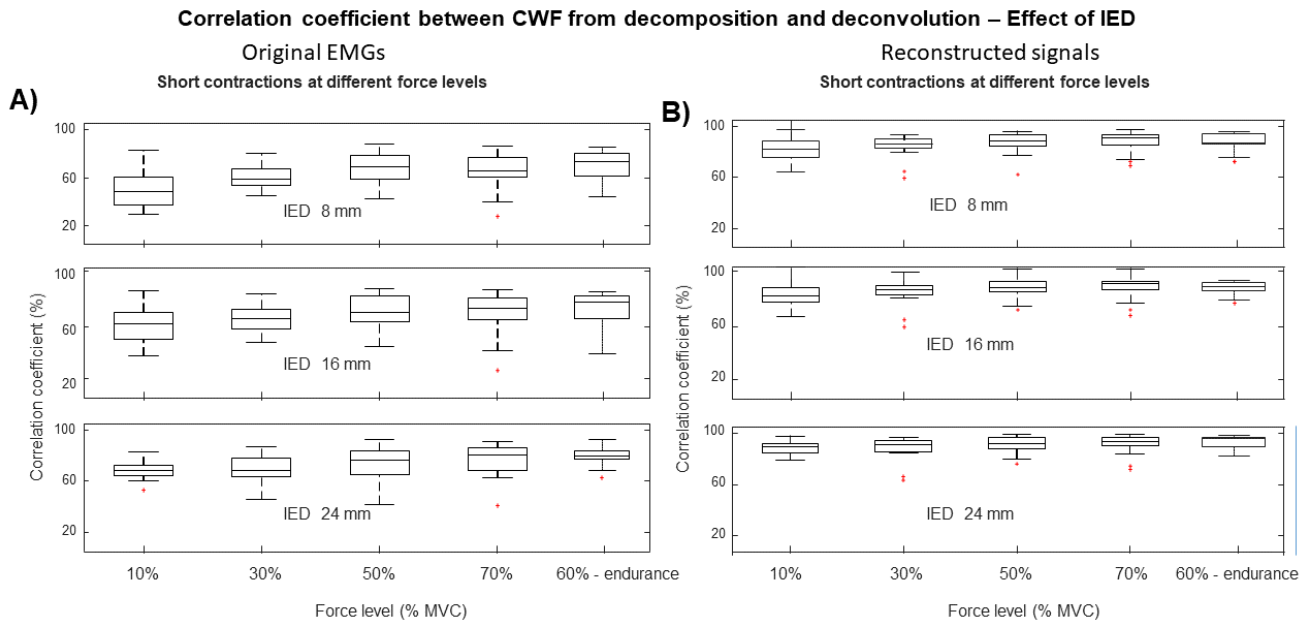 Correlation coefficient between CWF from decomposition and deconvolution – Effect of IED
Original EMGs
Short contractions at different force levels
A)
Correlation coefficient (%)
100
60
20
IED 8 mm
100
60
20
IED 16 mm
100
60
20
IED 24 mm
10% 30% 50% 70% 60% - endurance
Force level (% MVC)
Reconstructed signals
Short contractions at different force levels
B)
Correlation coefficient (%)
100
60
20
IED 8 mm
100
60
20
IED 16 mm
100
60
20
IED 24 mm
10% 30% 50% 70% 60% - endurance
Force level (% MVC)